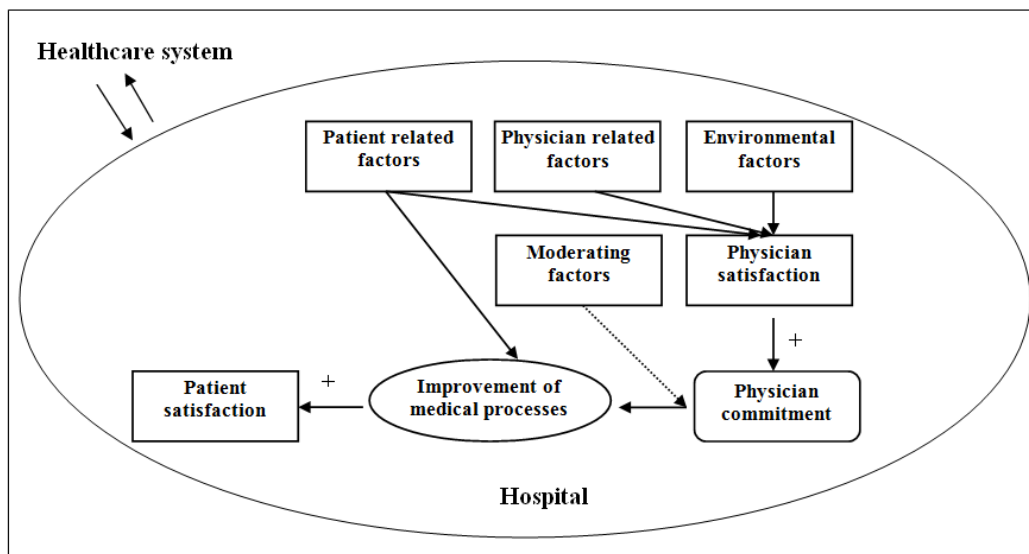 Healthcare system
Patient related
factors
Physician related
factors
Environmental
factors
Moderating
factors
Physician
satisfaction
+
Patient
satisfaction
+
Improvement of
medical processes
Physician
commitment
Hospital